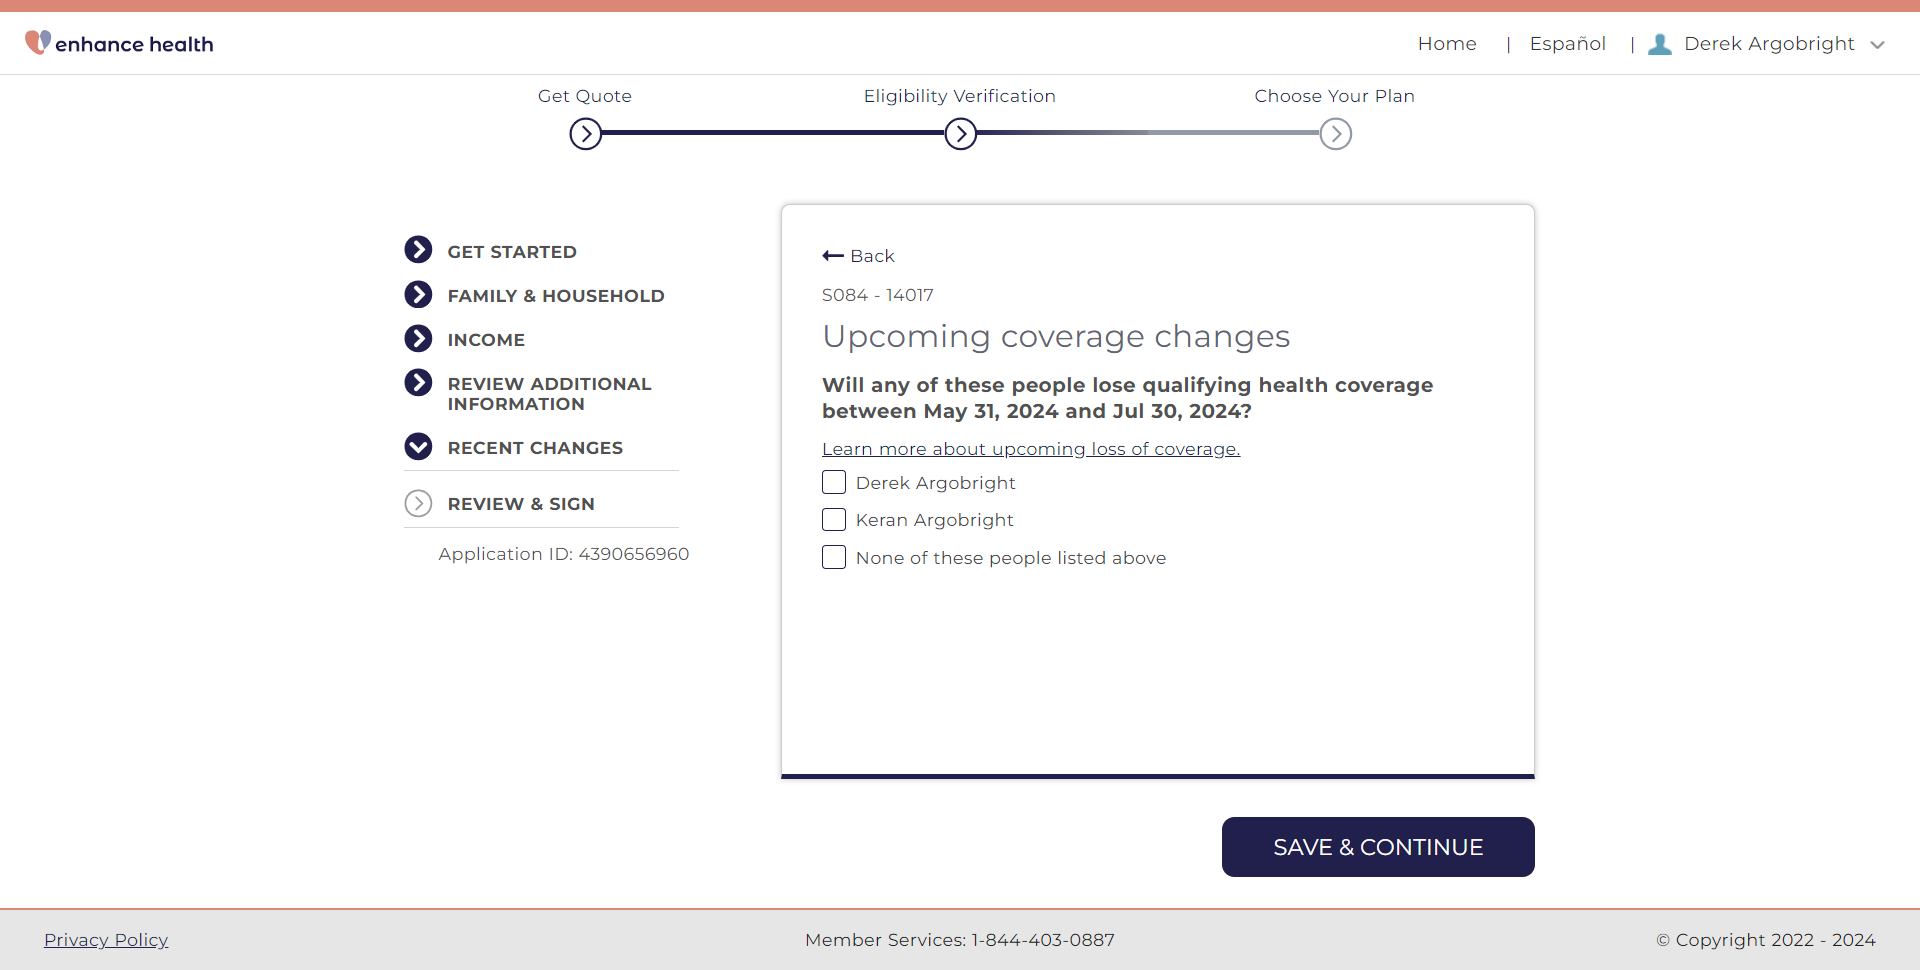 enhance health
Home | Español | Derek Argobright
Get Quote
Eligibility Verification
Choose Your Plan
GET STARTED
FAMILY & HOUSEHOLD
INCOME
REVIEW ADDITIONAL
INFORMATION
RECENT CHANGES
REVIEW & SIGN
Application ID: 4390656960
Back
S084 - 14017
Upcoming coverage changes
Will any of these people lose qualifying health coverage
between May 31, 2024 and Jul 30, 2024?
Learn more about upcoming loss of coverage.
Derek Argobright
Keran Argobright
None of these people listed above
SAVE & CONTINUE
Privacy Policy
Member Services: 1-844-403-0887
© Copyright 2022 - 2024